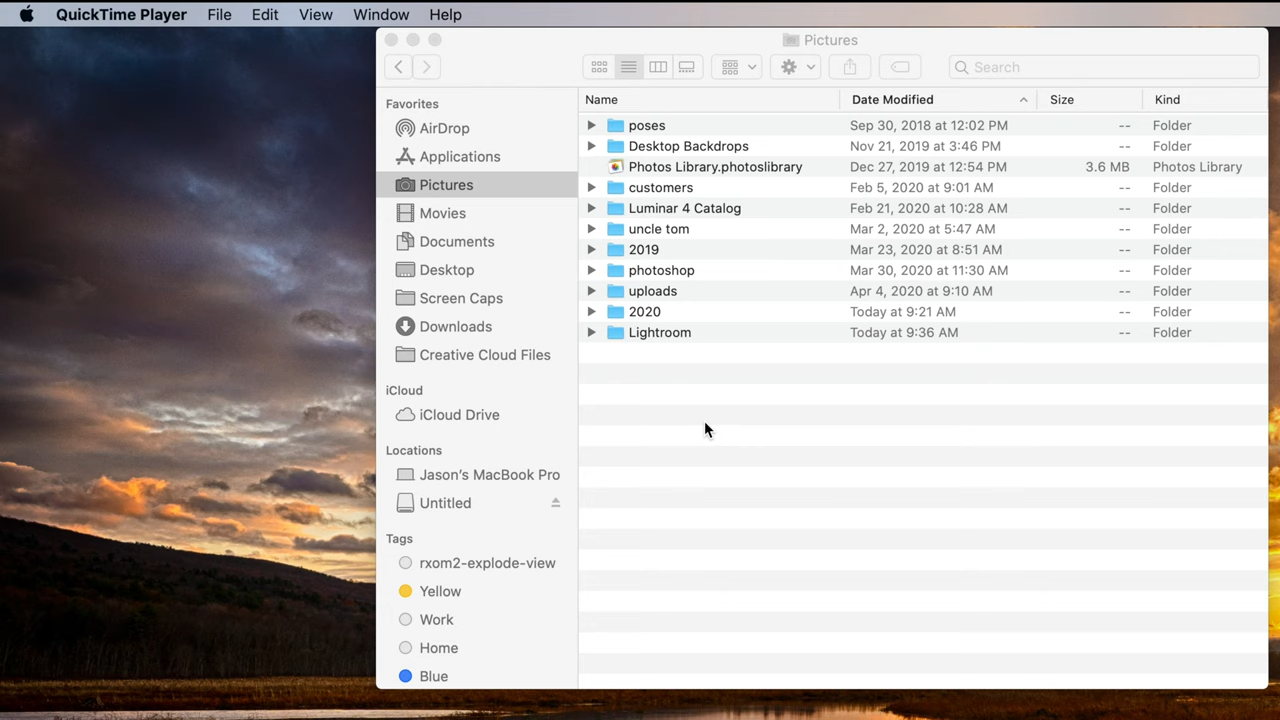 QuickTime Player File Edit View Window Help
Pictures
Search
Favorites
AirDrop
Applications
Pictures
Movies
Documents
Desktop
Screen Caps
Downloads
Creative Cloud Files
iCloud
iCloud Drive
Locations
Jason's MacBook Pro
Untitled
Tags
rxom2-explode-view
Yellow
Work
Home
Blue
Name Date Modified Size Kind
poses Sep 30, 2018 at 12:02 PM -- Folder
Desktop Backdrops Nov 21, 2019 at 3:46 PM -- Folder
Photos Library.photoslibrary Dec 27, 2019 at 12:54 PM 3.6 MB Photos Library
customers Feb 5, 2020 at 9:01 AM -- Folder
Luminar 4 Catalog Feb 21, 2020 at 10:28 AM -- Folder
uncle tom Mar 2, 2020 at 5:47 AM -- Folder
2019 Mar 23, 2020 at 8:51 AM -- Folder
photoshop Mar 30, 2020 at 11:30 AM -- Folder
uploads Apr 4, 2020 at 9:10 AM -- Folder
2020 Today at 9:21 AM -- Folder
Lightroom Today at 9:36 AM -- Folder